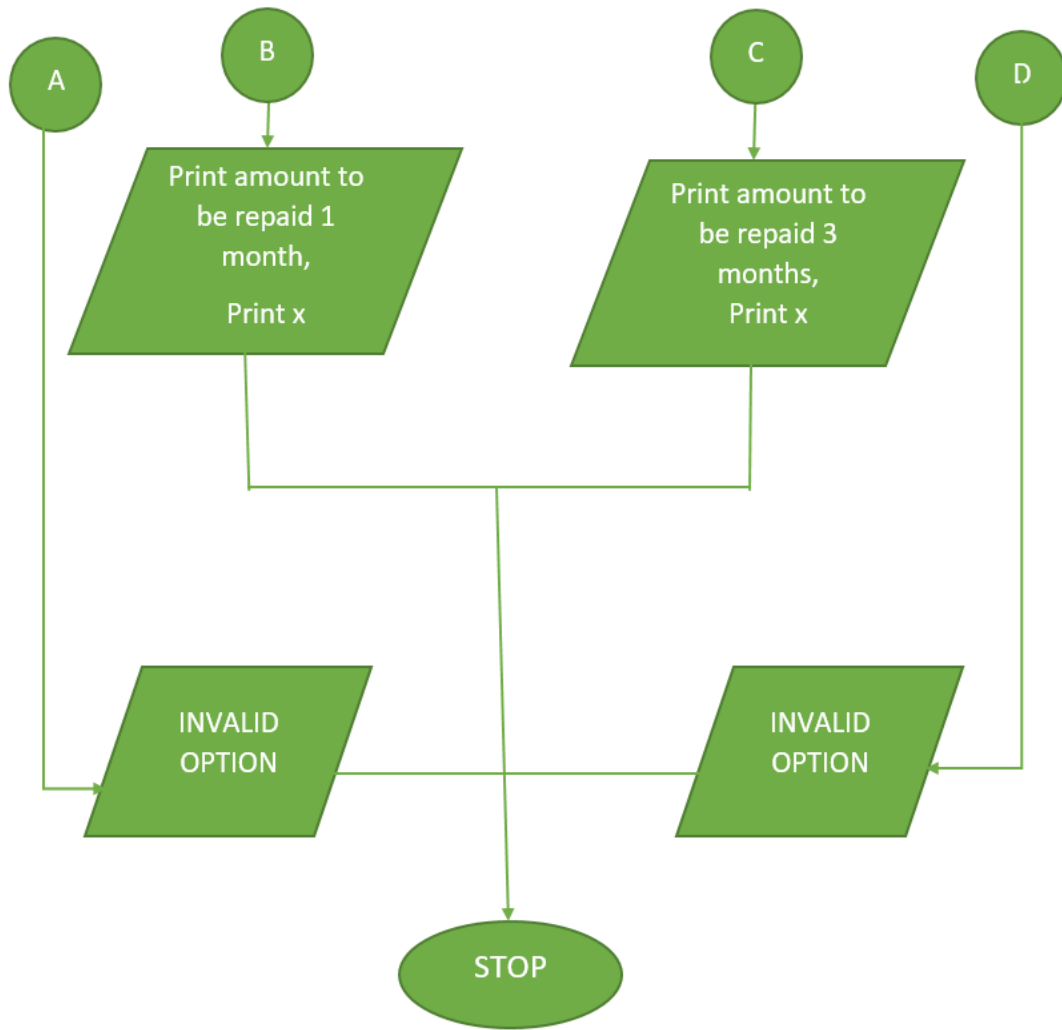 A
B
C
D
Print amount to
be repaid 1
month,
Print x
Print amount to
be repaid 3
months,
Print x
INVALID
OPTION
INVALID
OPTION
STOP